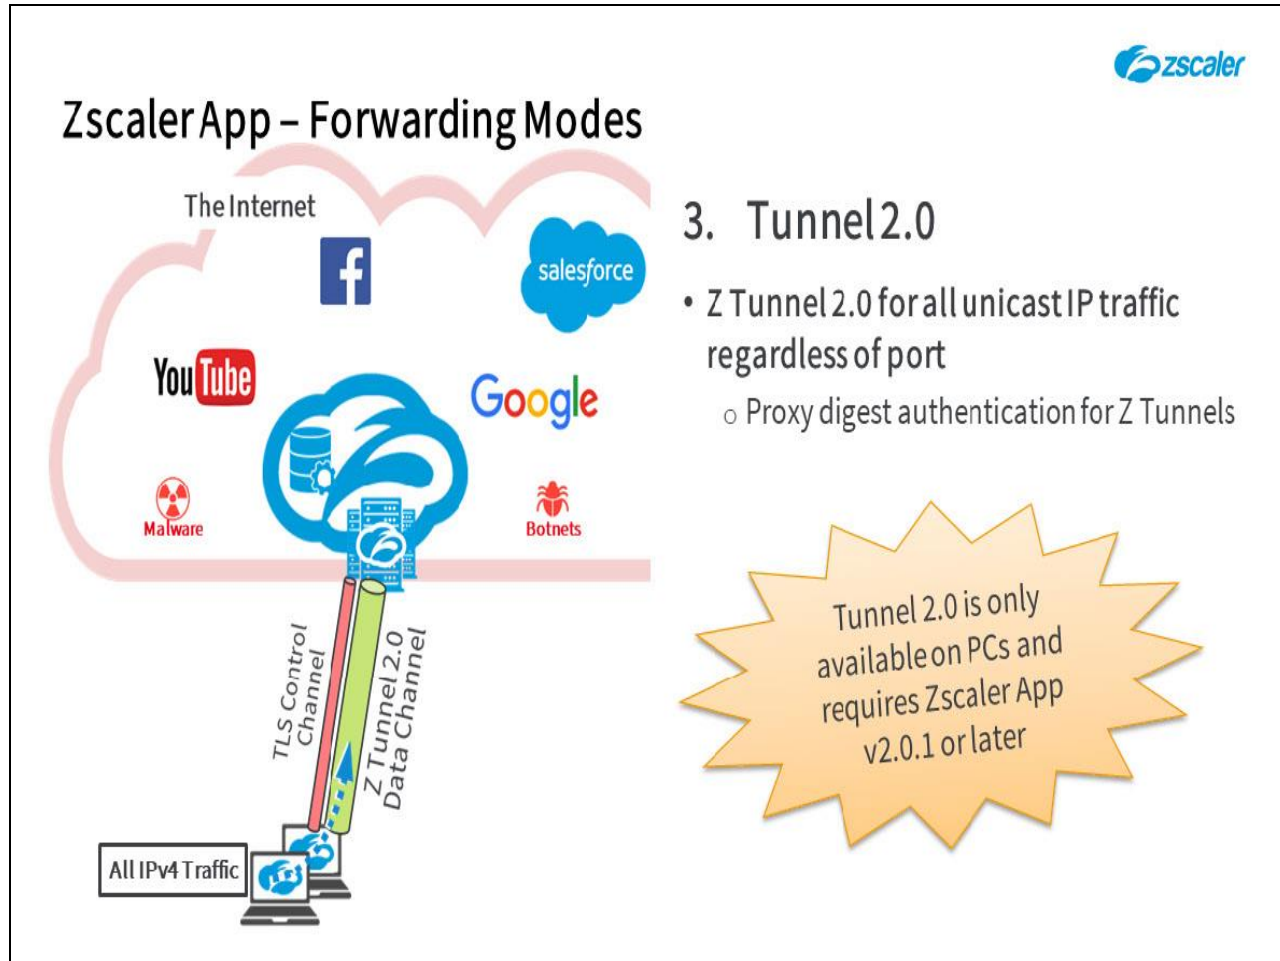 zscaler
Zscaler App – Forwarding Modes
The Internet
salesforce
You Tube
Google
Malware
Botnets
TLS Control
Channel
Z Tunnel 2.0
Data Channel
All IPv4 Traffic
3. Tunnel 2.0
• Z Tunnel 2.0 for all unicast IP traffic
regardless of port
o Proxy digest authentication for Z Tunnels
Tunnel 2.0 is only
available on PCs and
requires Zscaler App
v2.0.1 or later